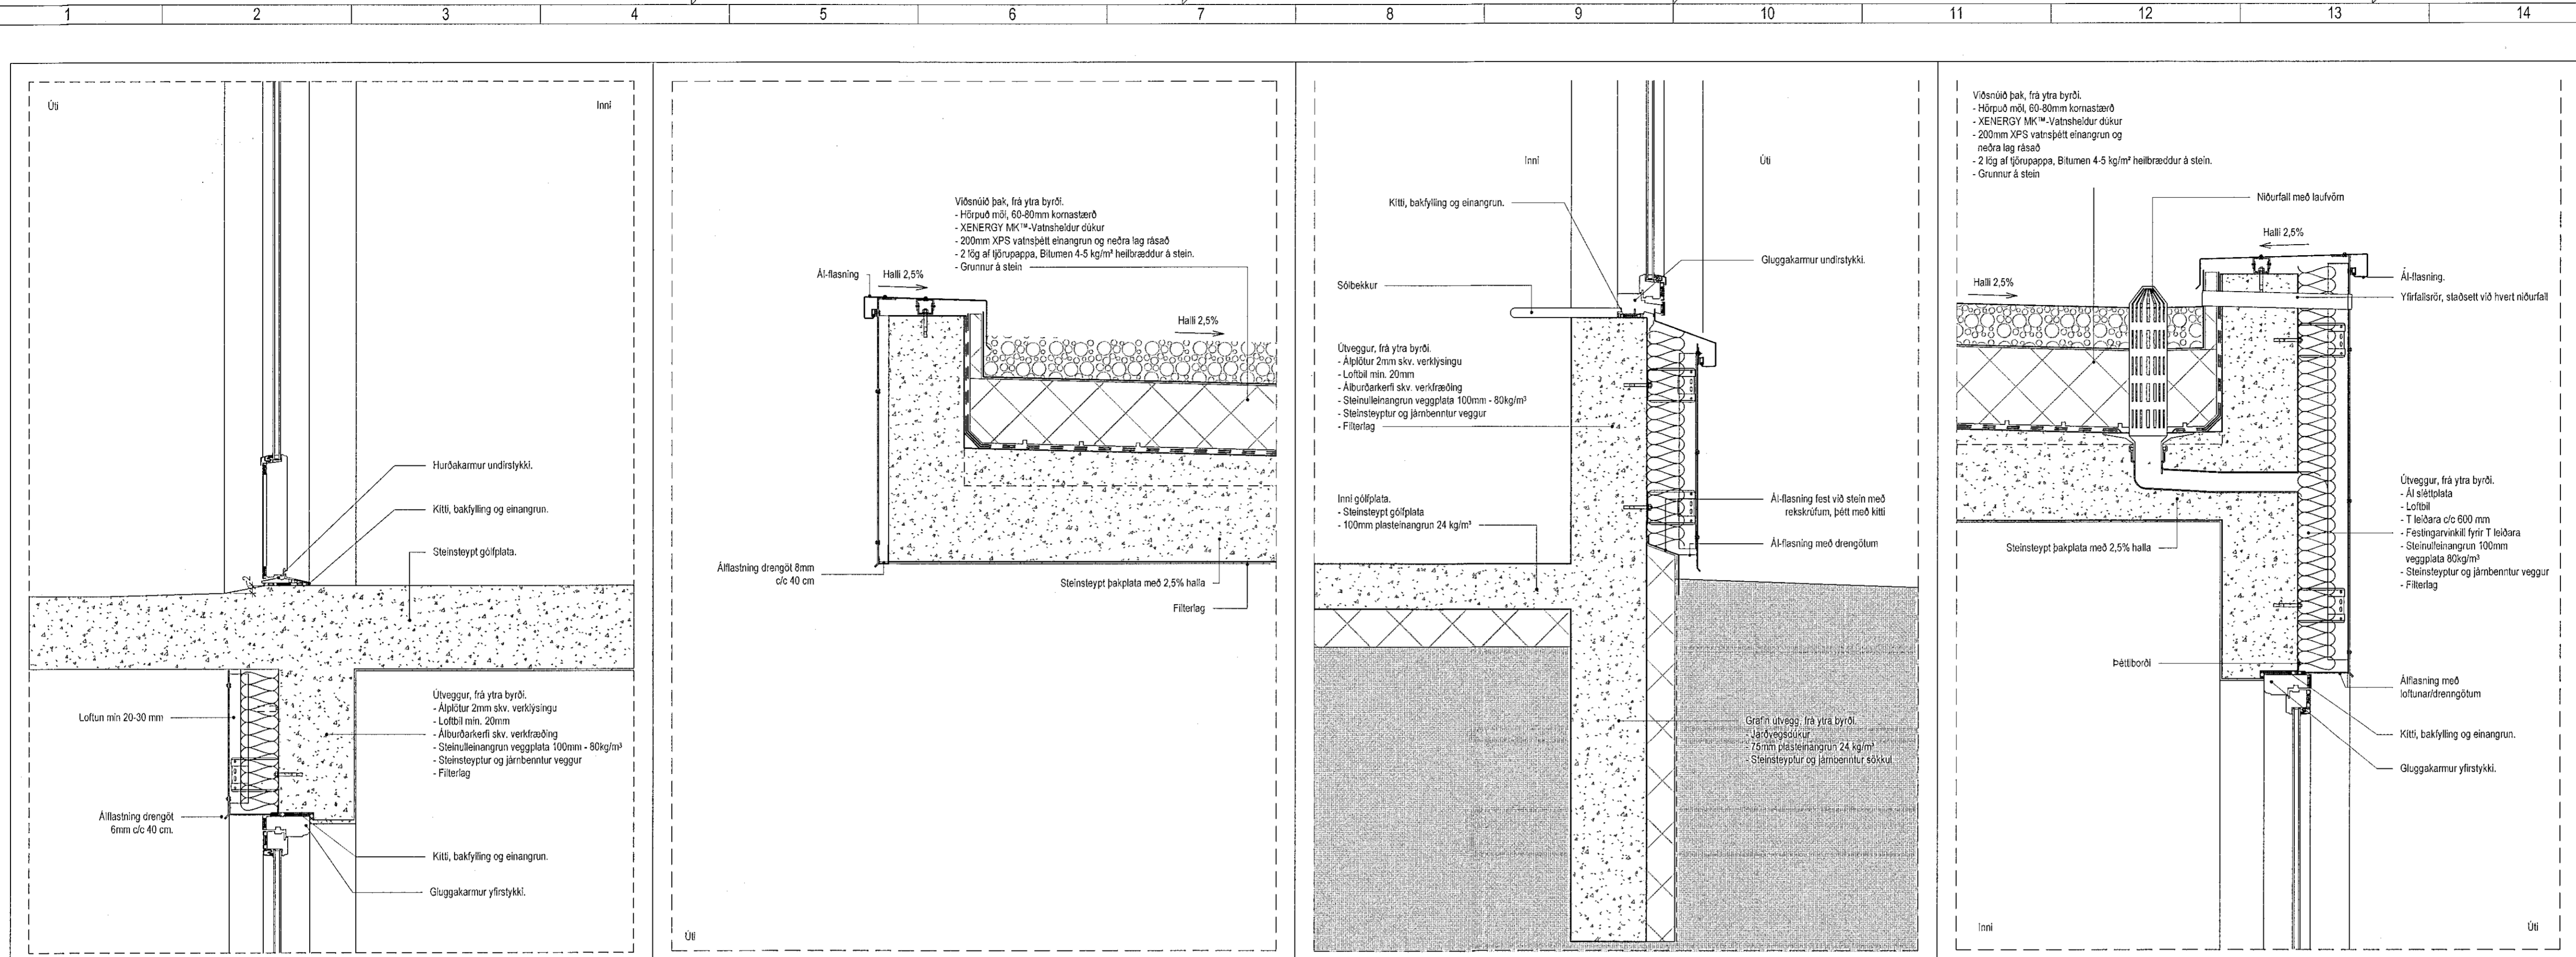 1 2 3 4 5 6 7 8 9 10 11 12 13 14
Úti
Inni
Hurðakarmur undirstykki.
Kítti, bakfylling og einangrun.
Steinsteypt gólfplata.
2
Útveggur, frá ytra byrði.
- Álplötur 2mm skv. verklýsingu
- Loftbil min. 20mm
- Álburðarkerfi skv. verkfræðing
- Steinulleinangrun veggplata 100mm - 80kg/m³
- Steinsteyptur og járnbenntur veggur
- Filterlag
Loftun min 20-30 mm
Álflastning drengöt
6mm c/c 40 cm.
Kítti, bakfylling og einangrun.
Gluggakarmur yfirstykki.
Viðsnúið þak, frá ytra byrði.
- Hörpuð möl, 60-80mm kornastærð
- XENERGY MK™-Vatnsheldur dúkur
- 200mm XPS vatnsþétt einangrun og neðra lag rásað
- 2 lög af tjörupappa, Bitumen 4-5 kg/m² heilbræddur á stein.
- Grunnur á stein
Ál-flasning
Halli 2,5%
Halli 2,5%
Álflastning drengöt 8mm
c/c 40 cm
Steinsteypt þakplata með 2,5% halla
Filterlag
Úti
Inni
Úti
Kítti, bakfylling og einangrun.
Gluggakarmur undirstykki.
Sólbekkur
Útveggur, frá ytra byrði.
- Álplötur 2mm skv. verklýsingu
- Loftbil min. 20mm
- Álburðarkerfi skv. verkfræðing
- Steinulleinangrun veggplata 100mm - 80kg/m³
- Steinsteyptur og járnbenntur veggur
- Filterlag
Inni gólfplata.
- Steinsteypt gólfplata
- 100mm plasteinangrun 24 kg/m³
Ál-flasning fest við stein með
rekskrúfum, þétt með kítti
Ál-flasning með drengötum
Grafin útvegg, frá ytra byrði.
- Jarðvegsdúkur
- 75mm plasteinangrun 24 kg/m³
- Steinsteyptur og járnbenntur sökkul
Viðsnúið þak, frá ytra byrði.
- Hörpuð möl, 60-80mm kornastærð
- XENERGY MK™-Vatnsheldur dúkur
- 200mm XPS vatnsþétt einangrun og
neðra lag rásað
- 2 lög af tjörupappa, Bitumen 4-5 kg/m² heilbræddur á stein.
- Grunnur á stein
Niðurfall með laufvörn
Halli 2,5%
Halli 2,5%
Ál-flasning.
Yfirfallsrör, staðsett við hvert niðurfall
Útveggur, frá ytra byrði.
- Ál sléttplata
- Loftbil
- T leiðara c/c 600 mm
- Festingarvinkill fyrir T leiðara
- Steinulleinangrun 100mm
veggplata 80kg/m³
- Steinsteyptur og járnbenntur veggur
- Filterlag
Steinsteypt þakplata með 2,5% halla
Þéttiborði
Álflasning með
loftunar/drenngötum
Kítti, bakfylling og einangrun.
Gluggakarmur yfirstykki.
Inni
Úti